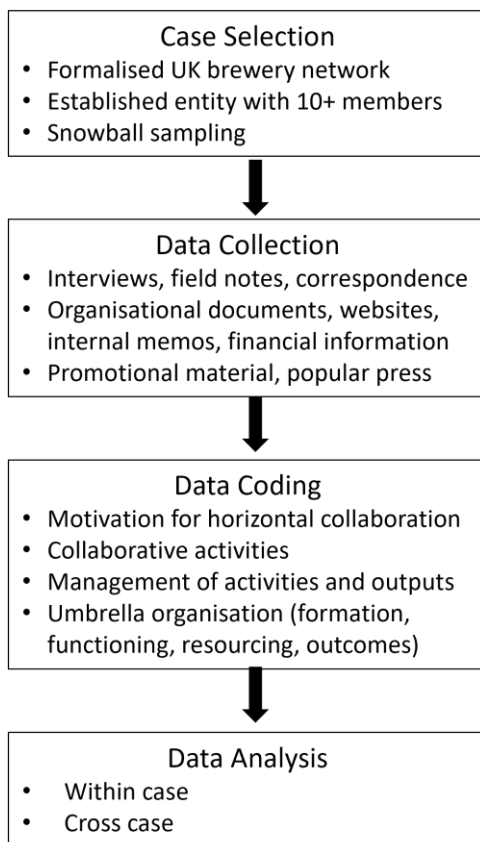 Case Selection
• Formalised UK brewery network
• Established entity with 10+ members
• Snowball sampling
Data Collection
• Interviews, field notes, correspondence
• Organisational documents, websites,
internal memos, financial information
• Promotional material, popular press
Data Coding
• Motivation for horizontal collaboration
• Collaborative activities
• Management of activities and outputs
• Umbrella organisation (formation,
functioning, resourcing, outcomes)
Data Analysis
• Within case
• Cross case